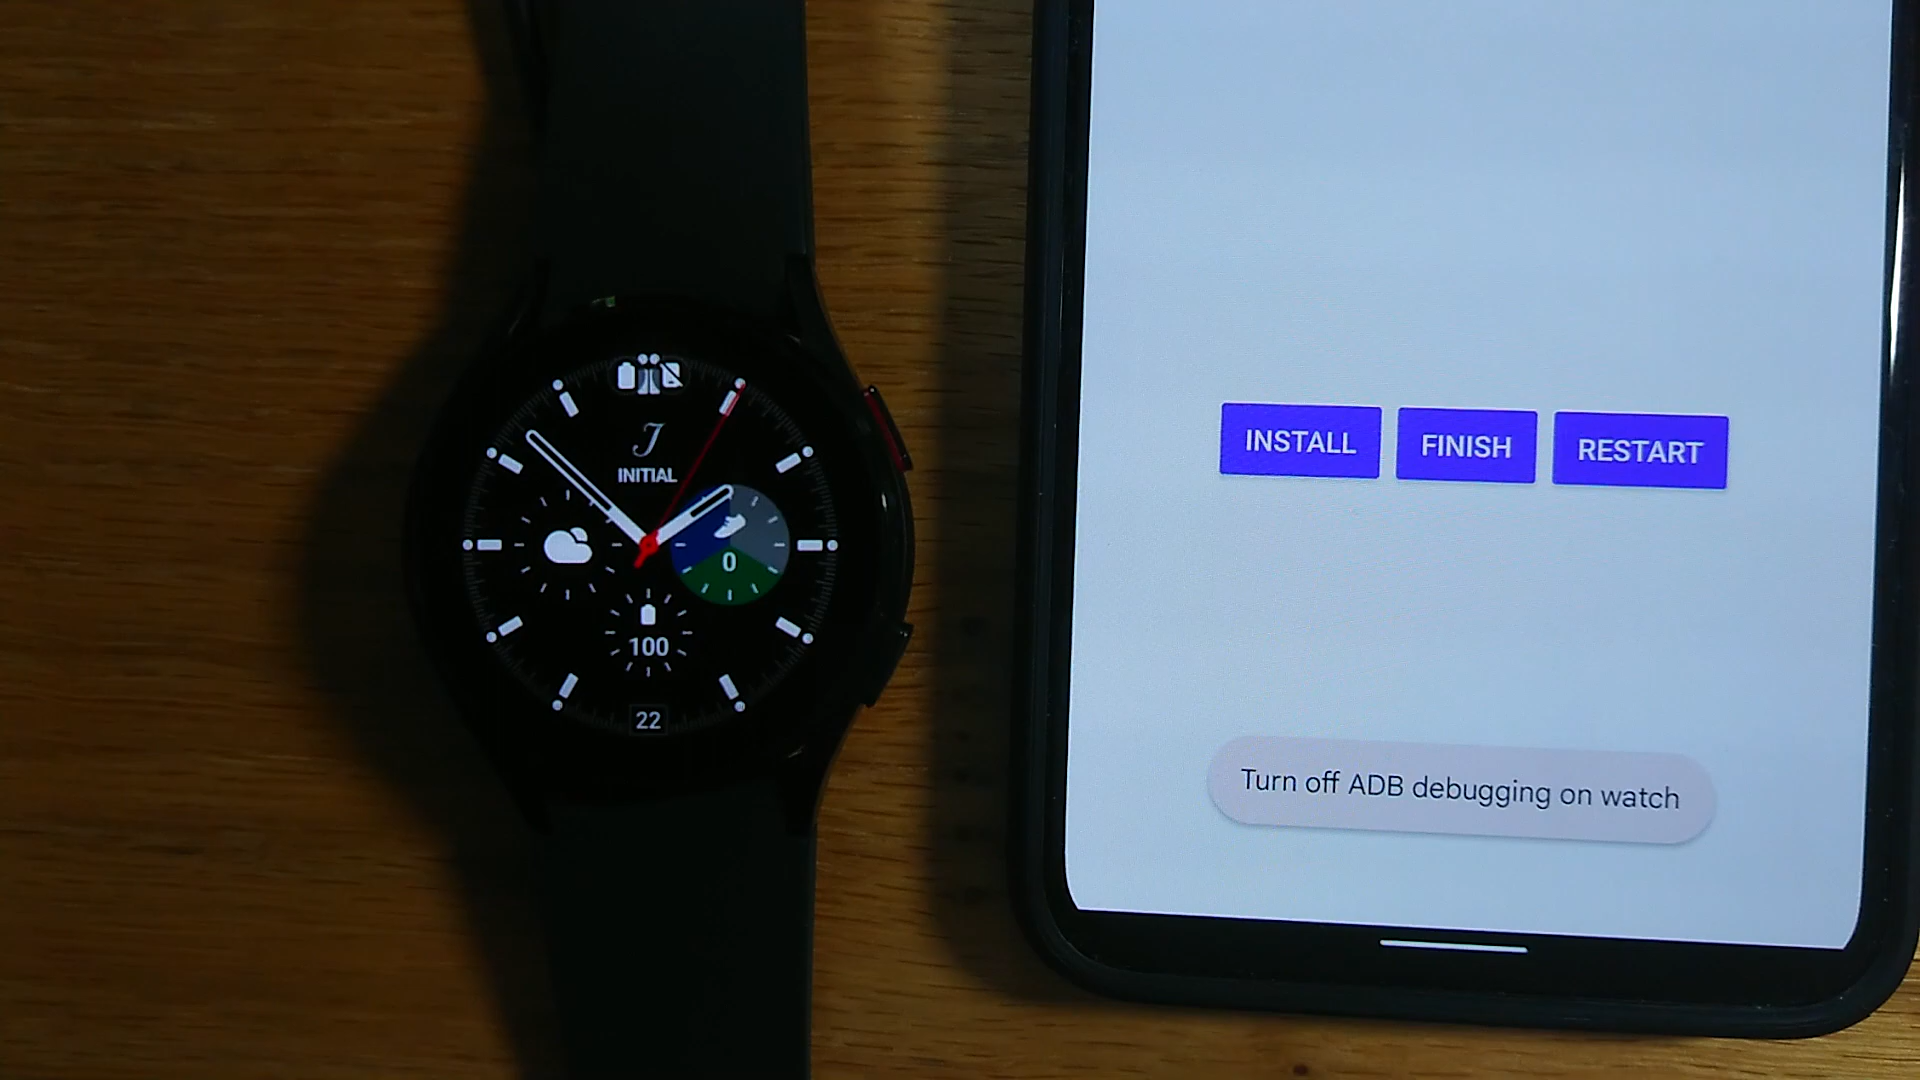 J
INITIAL
0
100
22
INSTALL
FINISH
RESTART
Turn off ADB debugging on watch